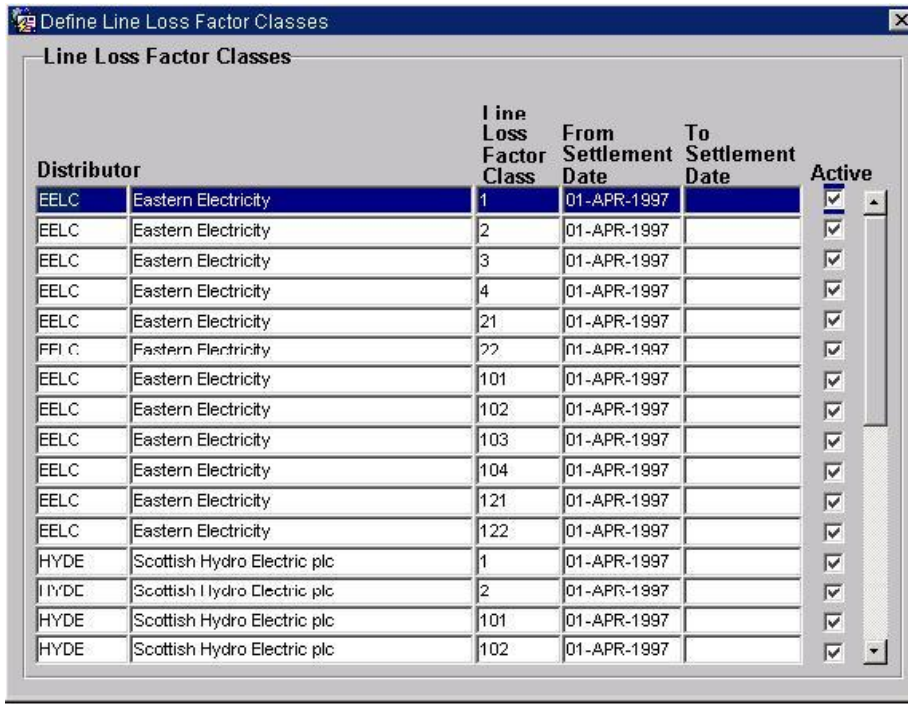 Define Line Loss Factor Classes
Line Loss Factor Classes
Distributor Line Loss Factor Class From Settlement Date To Settlement Date Active
EELC Eastern Electricity 1 01-APR-1997
EELC Eastern Electricity 2 01-APR-1997
EELC Eastern Electricity 3 01-APR-1997
EELC Eastern Electricity 4 01-APR-1997
EELC Eastern Electricity 21 01-APR-1997
EELC Eastern Electricity 22 01-APR-1997
EELC Eastern Electricity 101 01-APR-1997
EELC Eastern Electricity 102 01-APR-1997
EELC Eastern Electricity 103 01-APR-1997
EELC Eastern Electricity 104 01-APR-1997
EELC Eastern Electricity 121 01-APR-1997
EELC Eastern Electricity 122 01-APR-1997
HYDE Scottish Hydro Electric plc 1 01-APR-1997
HYDE Scottish Hydro Electric plc 2 01-APR-1997
HYDE Scottish Hydro Electric plc 101 01-APR-1997
HYDE Scottish Hydro Electric plc 102 01-APR-1997